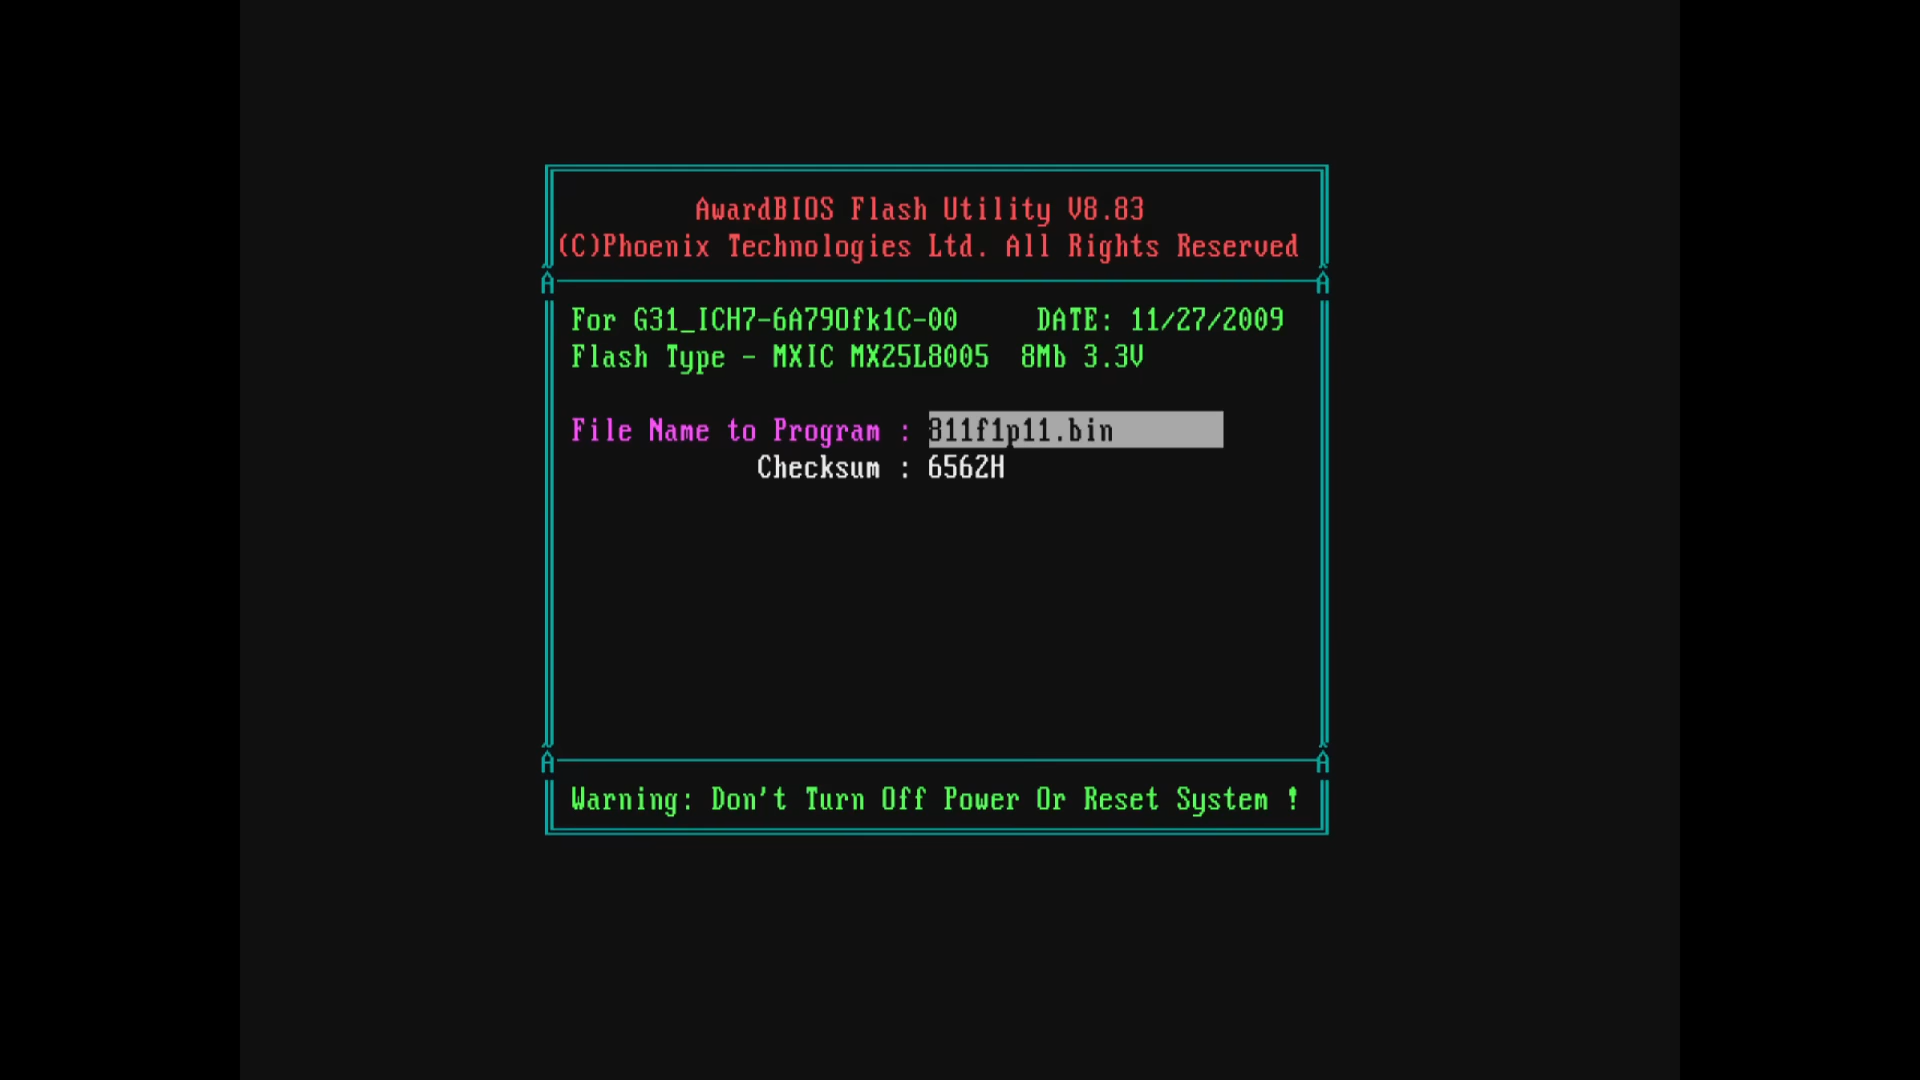 AwardBIOS Flash Utility V8.83
(C)Phoenix Technologies Ltd. All Rights Reserved
For G31_ICH7-6A79Ofk1C-00 DATE: 11/27/2009
Flash Type - MXIC MX25L8005 8Mb 3.3V
File Name to Program : 811f1p11.bin
Checksum : 6562H
Warning: Don't Turn Off Power Or Reset System !